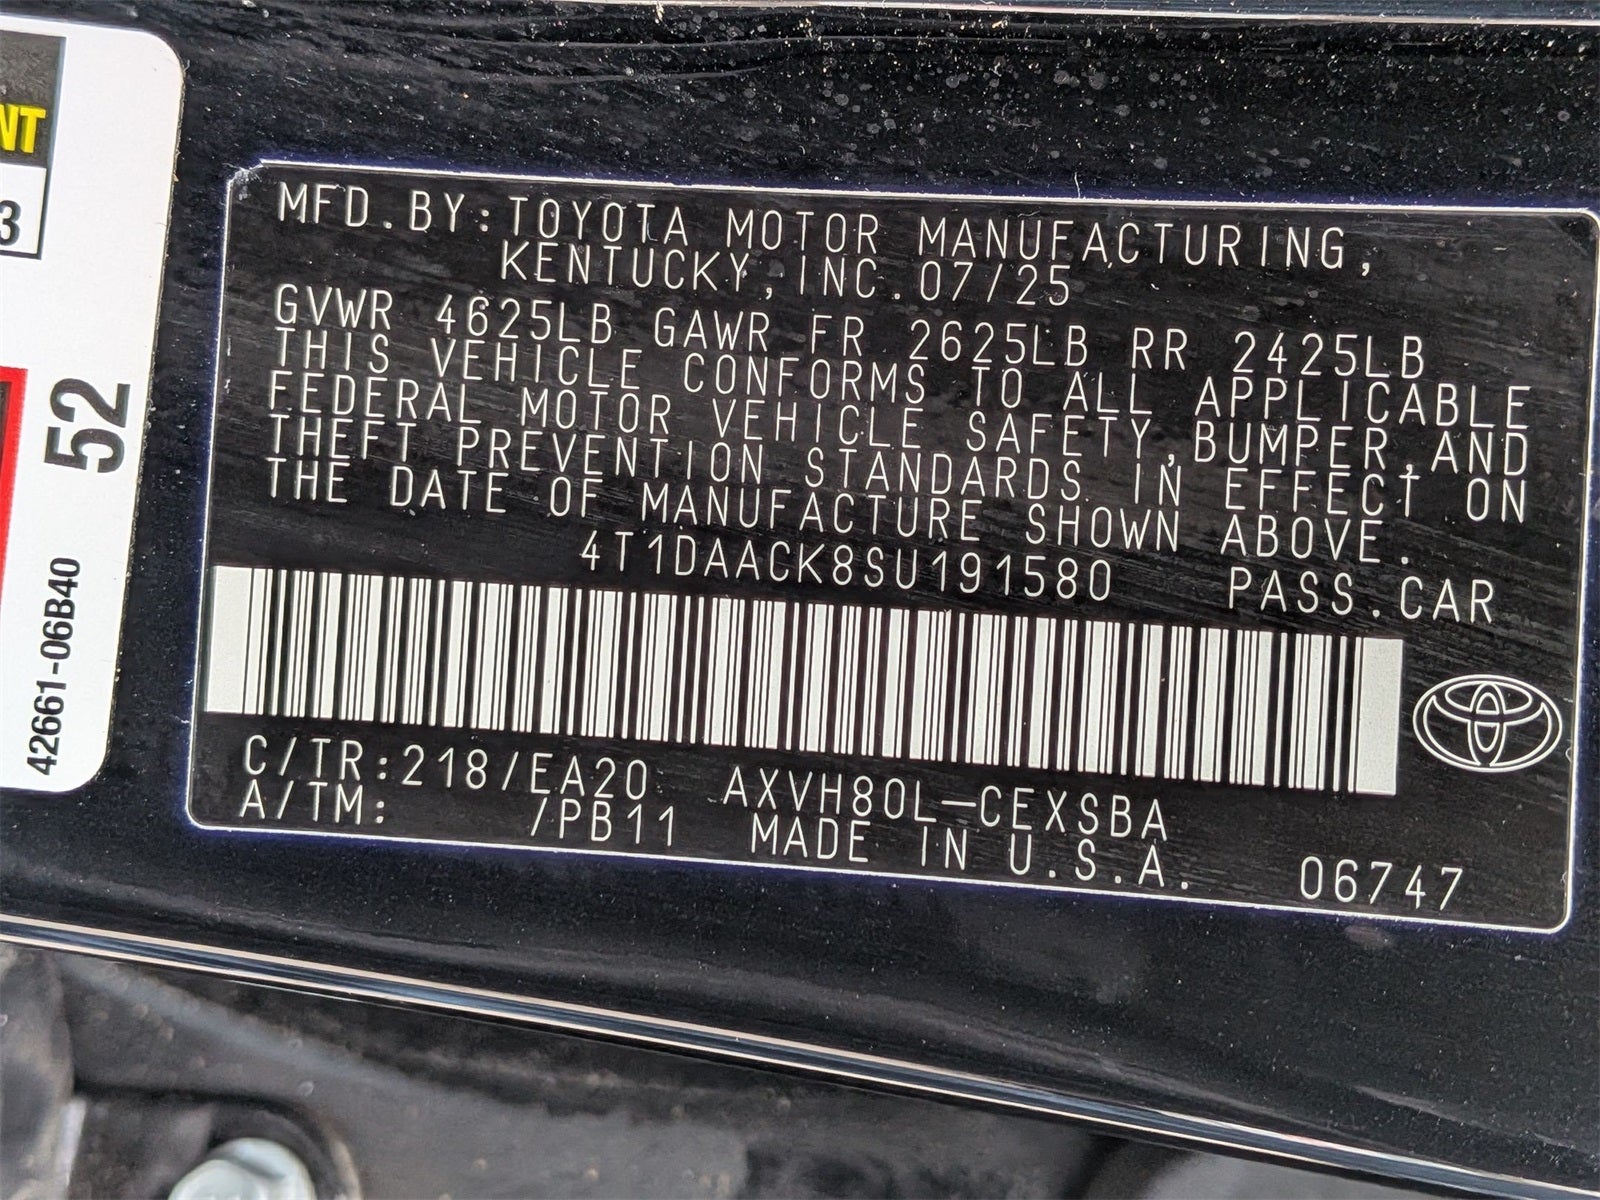 NT
3
52
42661-06B40
MFD.BY:TOYOTA MOTOR MANUFACTURING,
KENTUCKY,INC.07/25
GVWR 4625LB GAWR FR 2625LB RR 2425LB
THIS VEHICLE CONFORMS TO ALL APPLICABLE
FEDERAL MOTOR VEHICLE SAFETY,BUMPER,AND
THEFT PREVENTION STANDARDS IN EFFECT ON
THE DATE OF MANUFACTURE SHOWN ABOVE.
4T1DAACK8SU191580 PASS.CAR
C/TR:218/EA20 AXVH80L-CEXSBA
A/TM: /PB11 MADE IN U.S.A. 06747